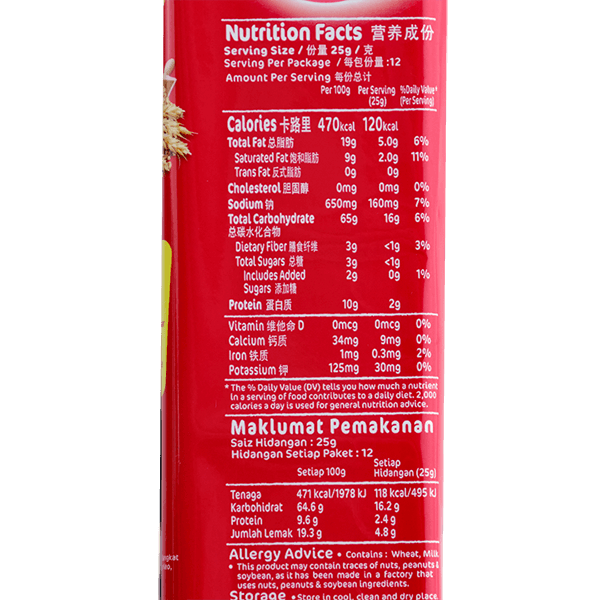 Nutrition Facts 营养成份
Serving Size / 份量 25g / 克
Serving Per Package / 每包份量 :12
Amount Per Serving 每份总计
Per 100g Per Serving (25g) %Daily Value* (Per Serving)
Calories 卡路里 470kcal 120kcal
Total Fat 总脂肪 19g 5.0g 6%
Saturated Fat 饱和脂肪 9g 2.0g 11%
Trans Fat 反式脂肪 0g 0g
Cholesterol 胆固醇 0mg 0mg 0%
Sodium 钠 650mg 160mg 7%
Total Carbohydrate 65g 16g 6%
总碳水化合物
Dietary Fiber 膳食纤维 3g <1g 3%
Total Sugars 总糖 3g <1g
Includes Added 2g 0g 1%
Sugars 添加糖
Protein 蛋白质 10g 2g
Vitamin 维他命 D 0mcg 0mcg 0%
Calcium 钙质 34mg 9mg 0%
Iron 铁质 1mg 0.3mg 2%
Potassium 钾 125mg 30mg 0%
*The % Daily Value (DV) tells you how much a nutrient
in a serving of food contributes to a daily diet. 2,000
calories a day is used for general nutrition advice.
Maklumat Pemakanan
Saiz Hidangan : 25g
Hidangan Setiap Paket : 12
Setiap 100g Setiap Hidangan (25g)
Tenaga 471 kcal/1978 kJ 118 kcal/495 kJ
Karbohidrat 64.6 g 16.2 g
Protein 9.6 g 2.4 g
Jumlah Lemak 19.3 g 4.8 g
Allergy Advice • Contains : Wheat, Milk.
• This product may contain traces of nuts, peanuts &
soybean, as it has been made in a factory that
uses nuts, peanuts & soybean ingredients.
Storage • Store in cool, clean and dry place.